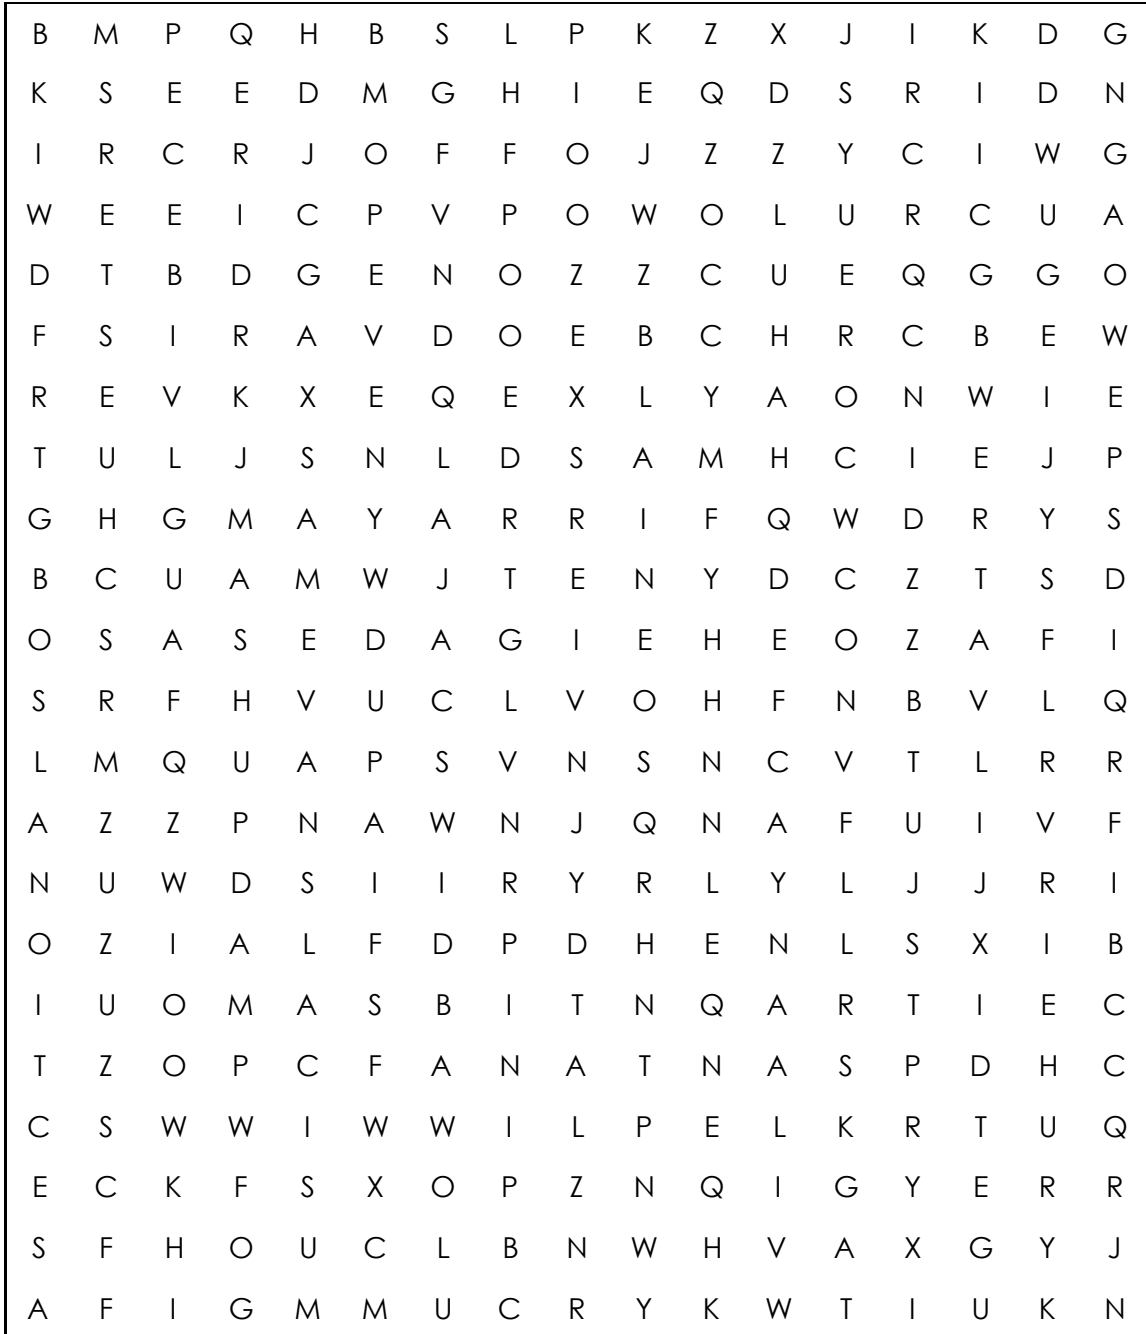 B M P Q H B S L P K Z X J I K D G
K S E E D M G H I E Q D S R I D N
I R C R J O F F O J Z Z Y C I W G
W E E I C P V P O W O L U R C U A
D T B D G E N O Z Z C U E Q G G O
F S I R A V D O E B C H R C B E W
R E V K X E Q E X L Y A O N W I E
T U L J S N L D S A M H C I E J P
G H G M A Y A R R I F Q W D R Y S
B C U A M W J T E N Y D C Z T S D
O S A S E D A G I E H E O Z A F I
S R F H V U C L V O H F N B V L Q
L M Q U A P S V N S N C V T L R R
A Z Z P N A W N J Q N A F U I V F
N U W D S I I R Y R L Y L J J R I
O Z I A L F D P D H E N L S X I B
I U O M A S B I T N Q A R T I E C
T Z O P C F A N A T N A S P D H C
C S W W I W W I L P E L K R T U Q
E C K F S X O P Z N Q I G Y E R R
S F H O U C L B N W H V A X G Y J
A F I G M M U C R Y K W T I U K N